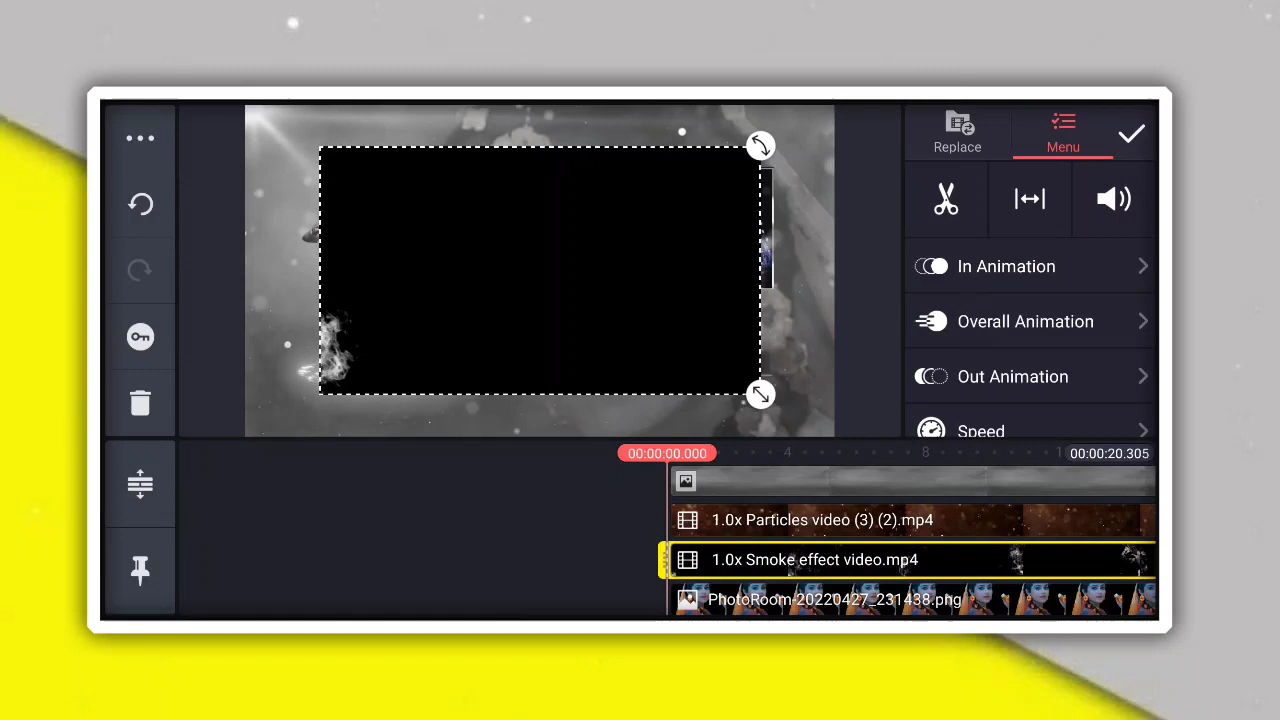 Replace
Menu
In Animation
Overall Animation
Out Animation
Speed
00:00:00.000
4
8
1
00:00:20.305
1.0x Particles video (3) (2).mp4
1.0x Smoke effect video.mp4
PhotoRoom-20220427_231438.png